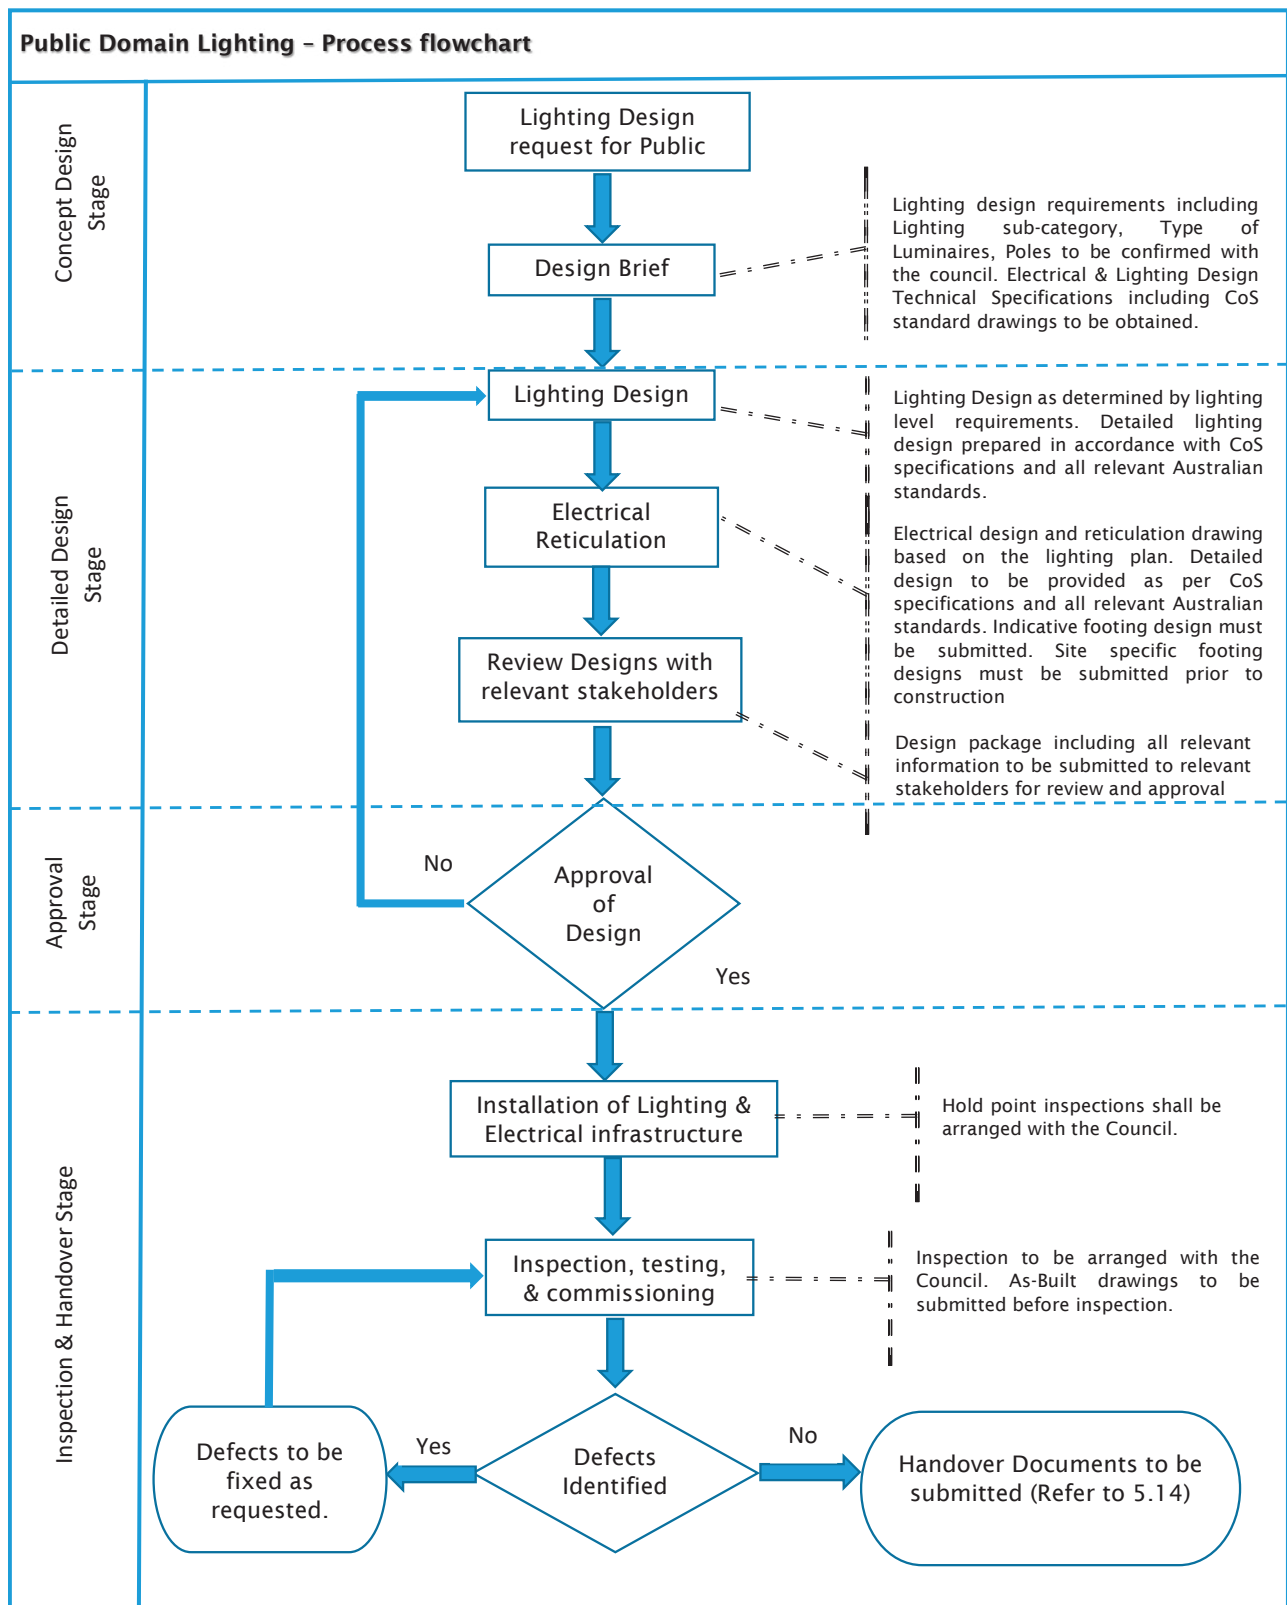 Public Domain Lighting – Process flowchart
Concept Design
Stage
Lighting Design
request for Public
Design Brief
Lighting design requirements including
Lighting sub-category, Type of
Luminaires, Poles to be confirmed with
the council. Electrical & Lighting Design
Technical Specifications including CoS
standard drawings to be obtained.
Detailed Design
Stage
Lighting Design
Lighting Design as determined by lighting
level requirements. Detailed lighting
design prepared in accordance with CoS
specifications and all relevant Australian
standards.
Electrical
Reticulation
Electrical design and reticulation drawing
based on the lighting plan. Detailed
design to be provided as per CoS
specifications and all relevant Australian
standards. Indicative footing design must
be submitted. Site specific footing
designs must be submitted prior to
construction
Review Designs with
relevant stakeholders
Design package including all relevant
information to be submitted to relevant
stakeholders for review and approval
Approval
Stage
No
Approval
of
Design
Yes
Inspection & Handover Stage
Installation of Lighting &
Electrical infrastructure
Hold point inspections shall be
arranged with the Council.
Inspection, testing,
& commissioning
Inspection to be arranged with the
Council. As-Built drawings to be
submitted before inspection.
Defects to be
fixed as
requested.
Yes
Defects
Identified
No
Handover Documents to be
submitted (Refer to 5.14)